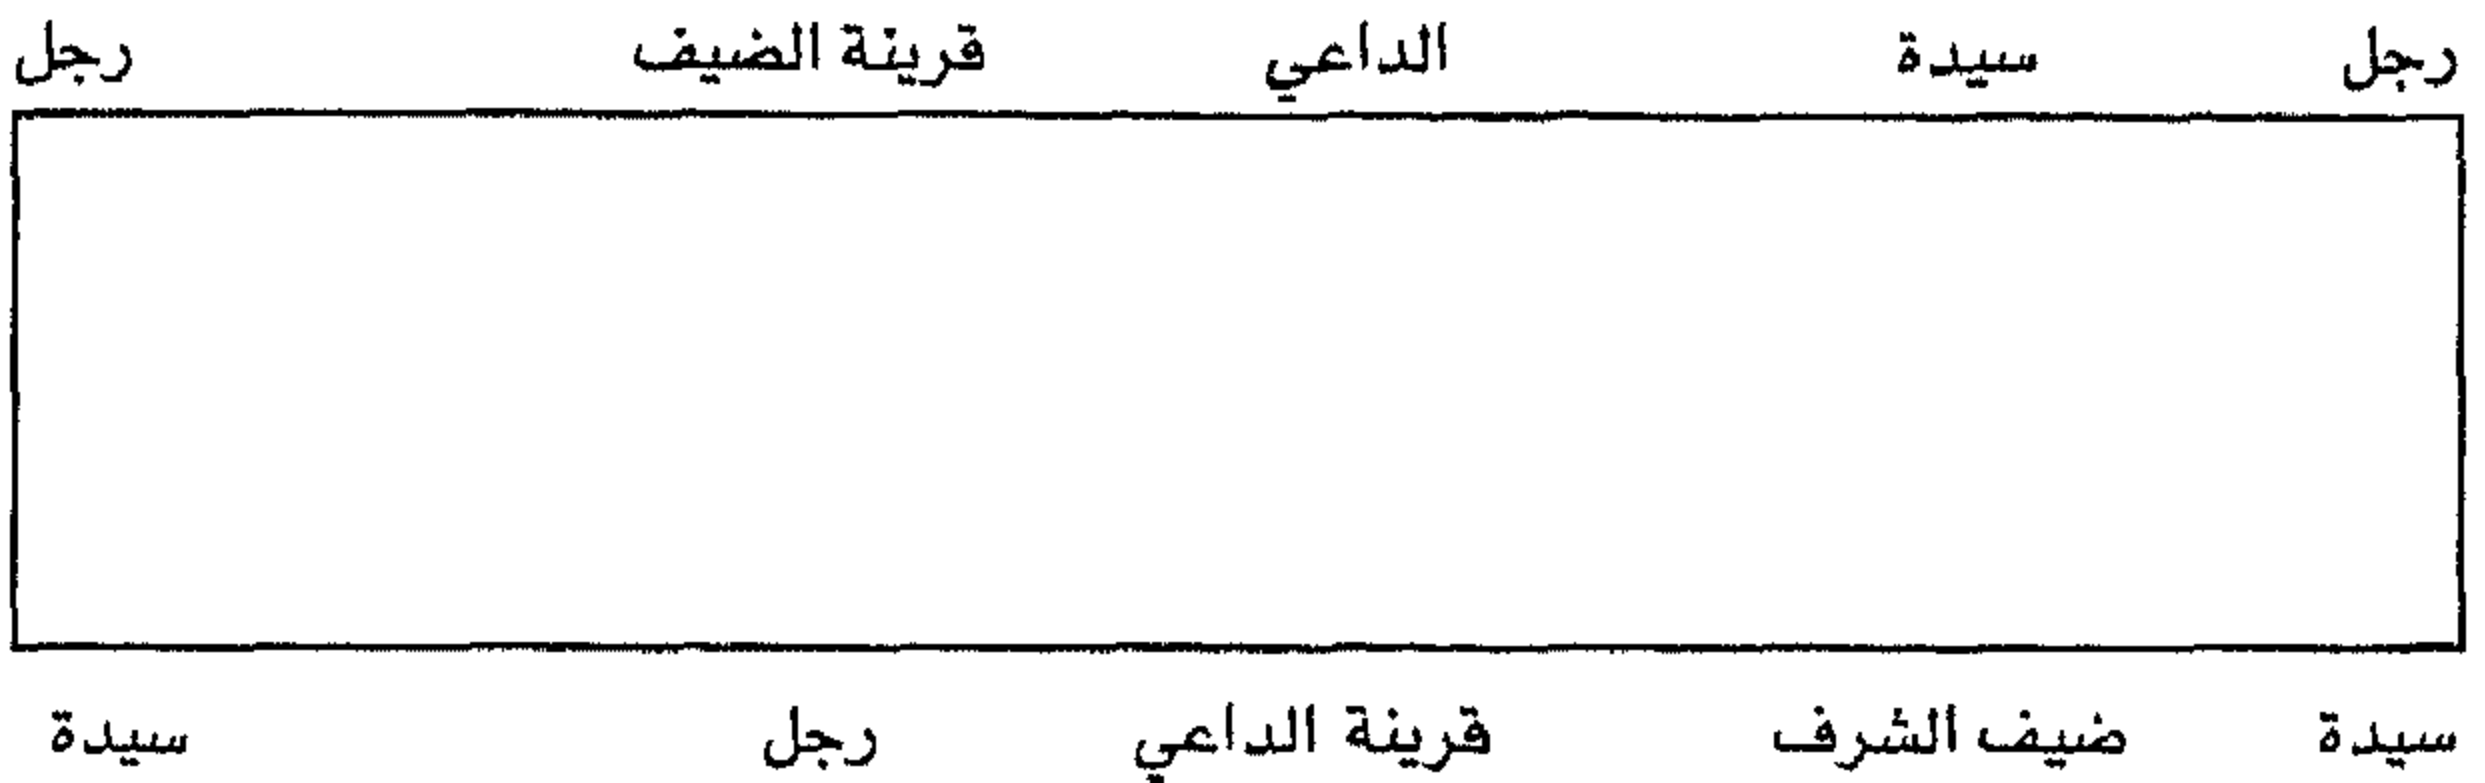 رجل سيدة الداعي قرينة الضيف رجل
سيدة ضيف الشرف قرينة الداعي رجل سيدة